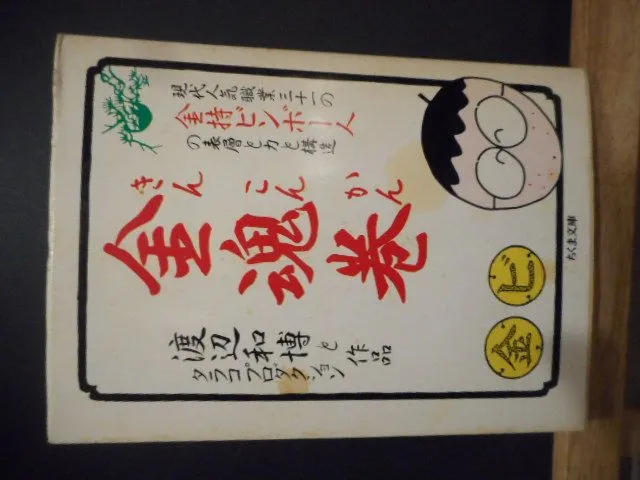 現代人気職業三十一の
金持ビンボー人
の表層と力と構造
きんこんかん
金魂巻
渡辺和博と
タラコプロダクション
作品
ビ
金
ちくま文庫